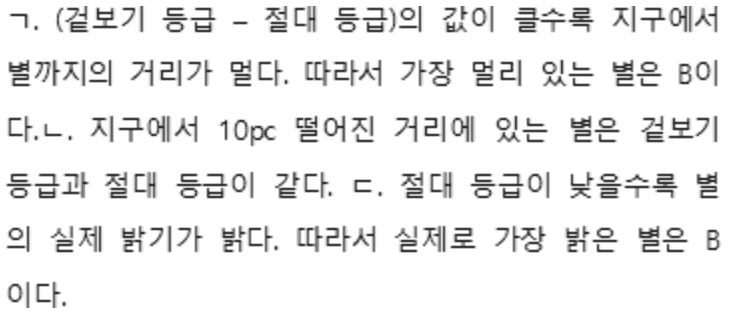 ㄱ. (겉보기 등급 – 절대 등급)의 값이 클수록 지구에서
별까지의 거리가 멀다. 따라서 가장 멀리 있는 별은 B이
다.ㄴ. 지구에서 10pc 떨어진 거리에 있는 별은 겉보기
등급과 절대 등급이 같다. ㄷ. 절대 등급이 낮을수록 별
의 실제 밝기가 밝다. 따라서 실제로 가장 밝은 별은 B
이다.